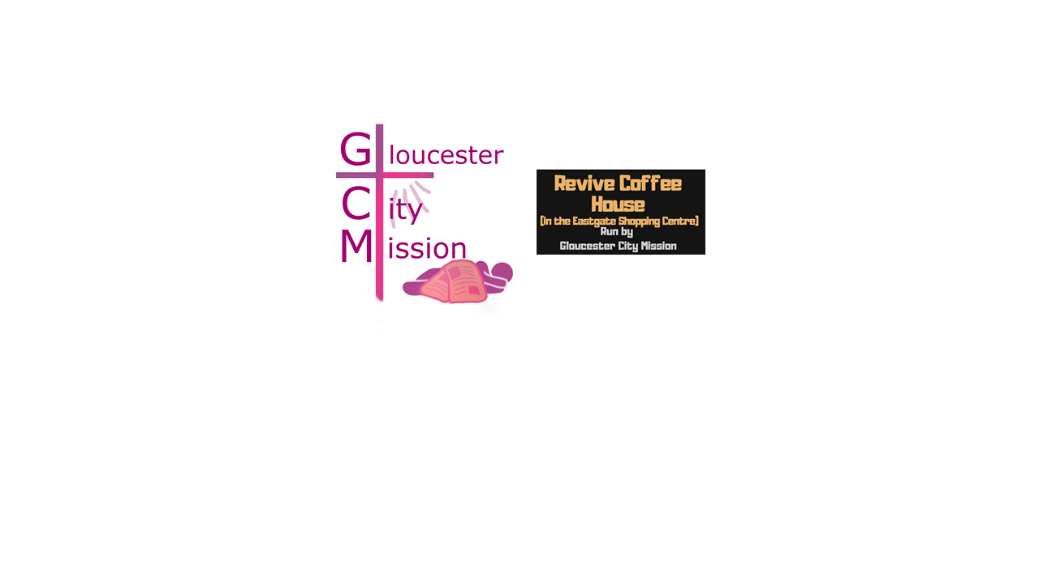 Gloucester
City
Mission
Revive Coffee
House
(in the Eastgate Shopping Centre)
Run by
Gloucester City Mission